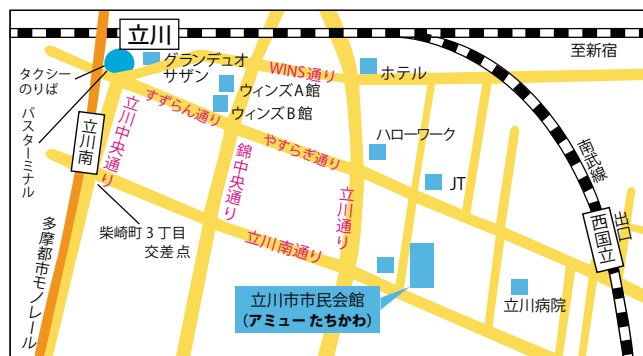 立川
至新宿
グランデュオ
サザン
WINS通り
ホテル
タクシー
のりば
ウィンズA館
ウィンズB館
すずらん通り
バスターミナル
立川南
立川中央通り
ハローワーク
やすらぎ通り
錦中央通り
立川通り
JT
南武線
西国立
出口
柴崎町3丁目
交差点
立川南通り
多摩都市モノレール
立川市市民会館
(アミューたちかわ)
立川病院